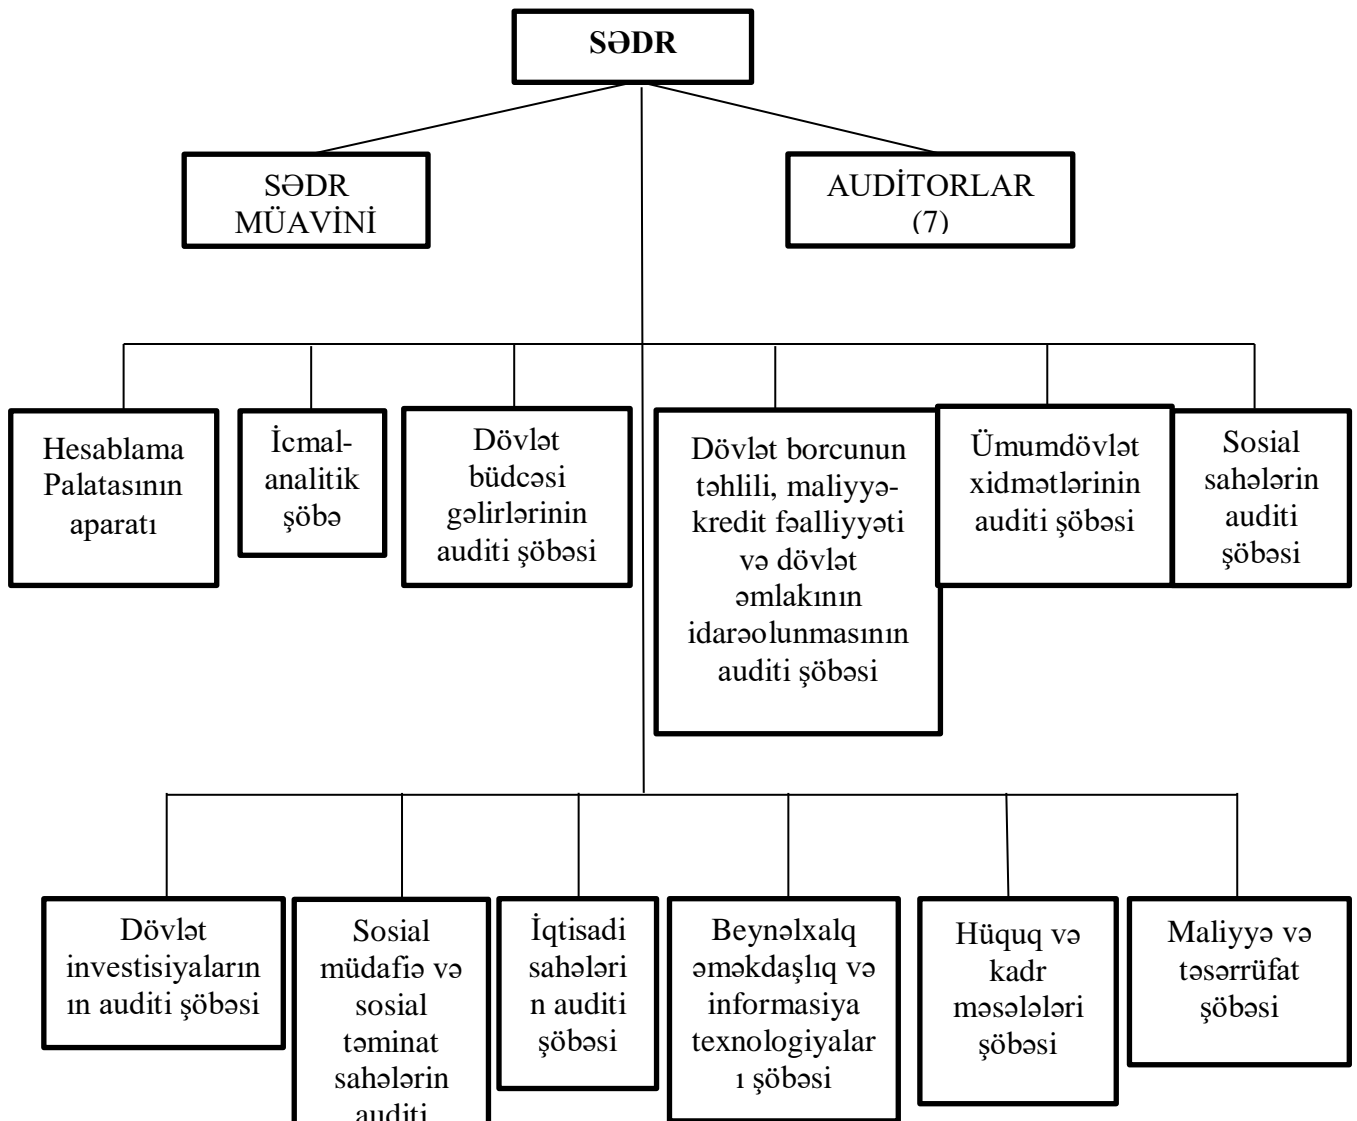 SƏDR
SƏDR
MÜAVİNİ
AUDİTORLAR
(7)
Hesablama
Palatasının
aparatı
İcmal-
analitik
şöbə
Dövlət
büdcəsi
gəlirlərinin
auditi şöbəsi
Dövlət borcunun
təhlili, maliyyə-
kredit fəalliyyəti
və dövlət
əmlakının
idarəolunmasının
auditi şöbəsi
Ümumdövlət
xidmətlərinin
auditi şöbəsi
Sosial
sahələrin
auditi
şöbəsi
Dövlət
investisiyaların
ın auditi şöbəsi
Sosial
müdafiə və
sosial
təminat
sahələrin
auditi
İqtisadi
sahələri
n auditi
şöbəsi
Beynəlxalq
əməkdaşlıq və
informasiya
texnologiyalar
ı şöbəsi
Hüquq və
kadr
məsələləri
şöbəsi
Maliyyə və
təsərrüfat
şöbəsi